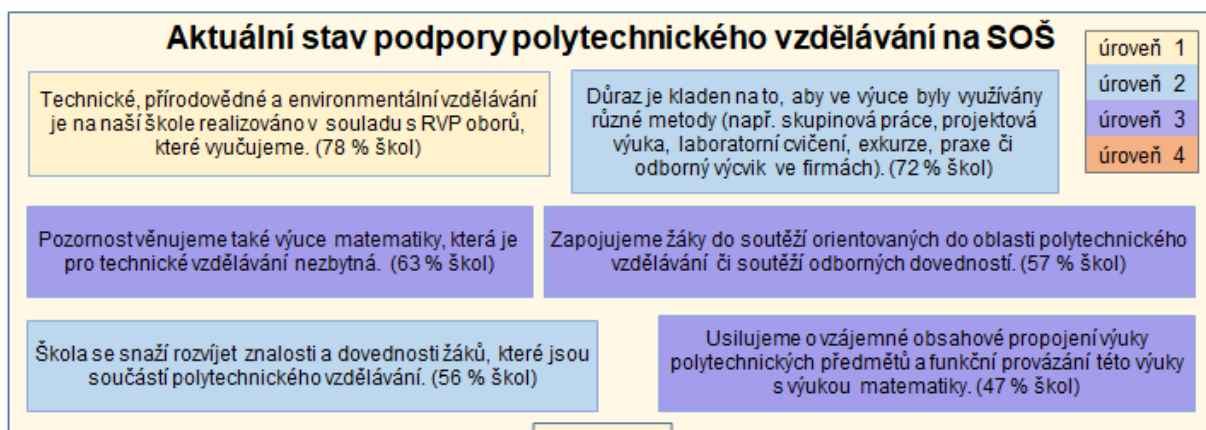 Aktuální stav podpory polytechnického vzdělávání na SOŠ
úroveň 1
úroveň 2
úroveň 3
úroveň 4
Technické, přírodovědné a environmentální vzdělávání
je na naší škole realizováno v souladu s RVP oborů,
které vyučujeme. (78 % škol)
Důraz je kladen na to, aby ve výuce byly využívány
různé metody (např. skupinová práce, projektová
výuka, laboratorní cvičení, exkurze, praxe či
odborný výcvik ve firmách). (72 % škol)
Pozornost věnujeme také výuce matematiky, která je
pro technické vzdělávání nezbytná. (63 % škol)
Zapojujeme žáky do soutěží orientovaných do oblasti polytechnického
vzdělávání či soutěží odborných dovedností. (57 % škol)
Škola se snaží rozvíjet znalosti a dovednosti žáků, které jsou
součástí polytechnického vzdělávání. (56 % škol)
Usilujeme o vzájemné obsahové propojení výuky
polytechnických předmětů a funkční provázání této výuky
s výukou matematiky. (47 % škol)